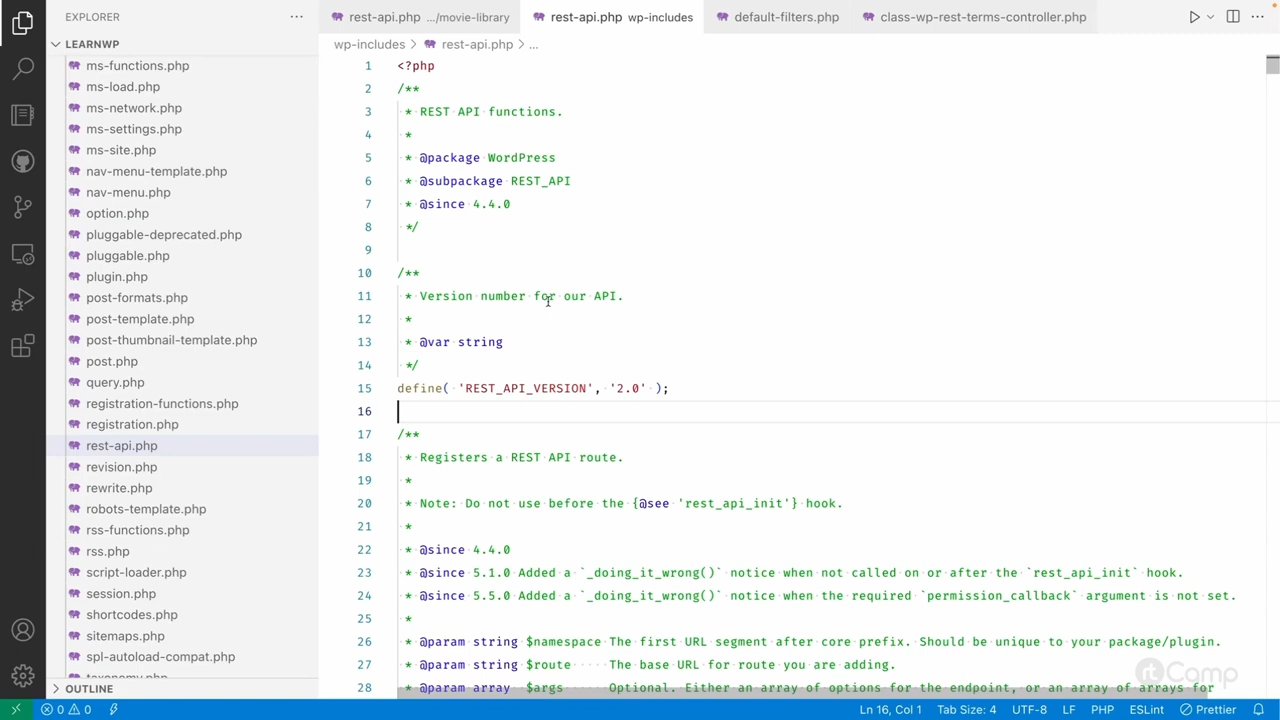 EXPLORER
rest-api.php .../movie-library
rest-api.php wp-includes
default-filters.php
class-wp-rest-terms-controller.php
LEARNWP
wp-includes > rest-api.php > ...
ms-functions.php
ms-load.php
ms-network.php
ms-settings.php
ms-site.php
nav-menu-template.php
nav-menu.php
option.php
pluggable-deprecated.php
pluggable.php
plugin.php
post-formats.php
post-template.php
post-thumbnail-template.php
post.php
query.php
registration-functions.php
registration.php
rest-api.php
revision.php
rewrite.php
robots-template.php
rss-functions.php
rss.php
script-loader.php
session.php
shortcodes.php
sitemaps.php
spl-autoload-compat.php
taxonomy.php
OUTLINE
1 <?php
2 /**
3 * REST API functions.
4 *
5 * @package WordPress
6 * @subpackage REST_API
7 * @since 4.4.0
8 */
9
10 /**
11 * Version number for our API.
12 *
13 * @var string
14 */
15 define( 'REST_API_VERSION', '2.0' );
16
17 /**
18 * Registers a REST API route.
19 *
20 * Note: Do not use before the {@see 'rest_api_init'} hook.
21 *
22 * @since 4.4.0
23 * @since 5.1.0 Added a `_doing_it_wrong()` notice when not called on or after the `rest_api_init` hook.
24 * @since 5.5.0 Added a `_doing_it_wrong()` notice when the required `permission_callback` argument is not set.
25 *
26 * @param string $namespace The first URL segment after core prefix. Should be unique to your package/plugin.
27 * @param string $route The base URL for route you are adding.
28 * @param array $args Optional. Either an array of options for the endpoint, or an array of arrays for
rtCamp
0 0
Ln 16, Col 1 Tab Size: 4 UTF-8 LF PHP ESLint Prettier